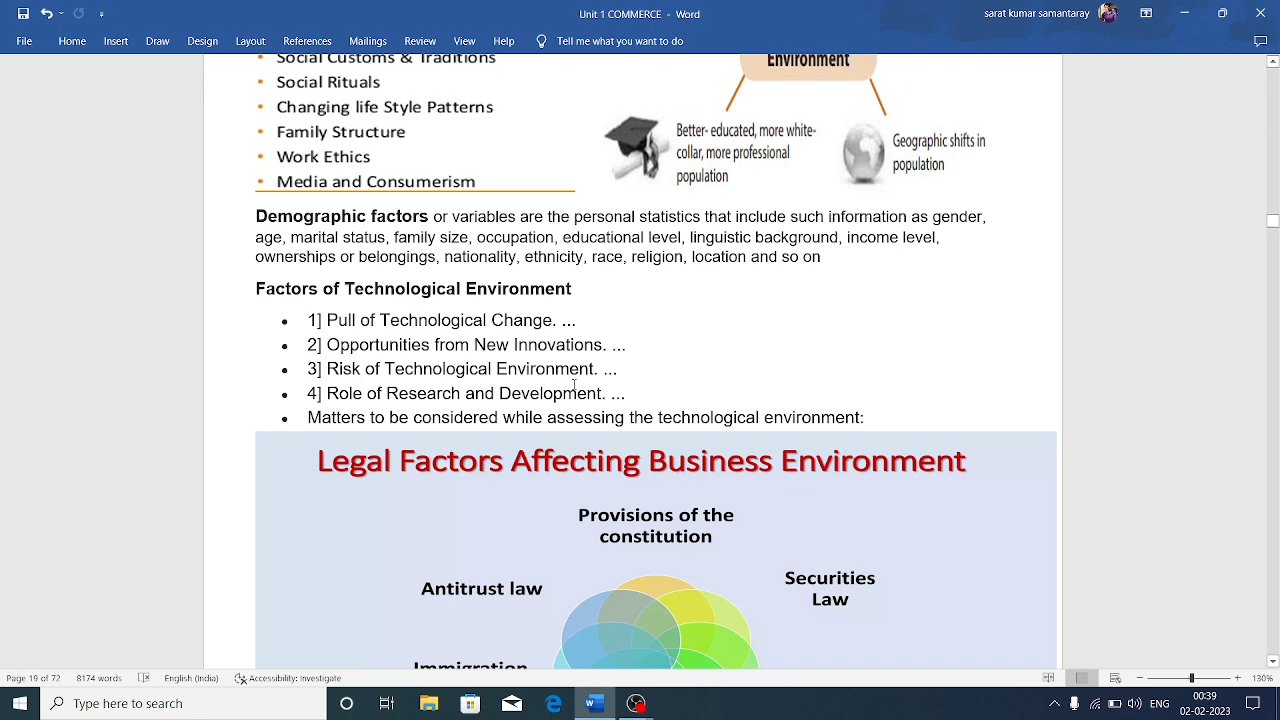 UNIT 1 COMMUNICATION.docx - Word
sarat kumar samantaray
File Home Insert Draw Design Layout References Mailings Review View Help Tell me what you want to do
Social Customs & Traditions
Social Rituals
Changing life Style Patterns
Family Structure
Work Ethics
Media and Consumerism
Environment
Better- educated, more white-
collar, more professional
population
Geographic shifts in
population
Demographic factors or variables are the personal statistics that include such information as gender,
age, marital status, family size, occupation, educational level, linguistic background, income level,
ownerships or belongings, nationality, ethnicity, race, religion, location and so on
Factors of Technological Environment
• 1] Pull of Technological Change. ...
• 2] Opportunities from New Innovations. ...
• 3] Risk of Technological Environment. ...
• 4] Role of Research and Development. ...
• Matters to be considered while assessing the technological environment:
Legal Factors Affecting Business Environment
Provisions of the
constitution
Antitrust law
Securities
Law
Immigration
Page 19 of 72 8174 words English (India) Accessibility: Investigate 130%
Type here to search
ENG 00:39
02-02-2023